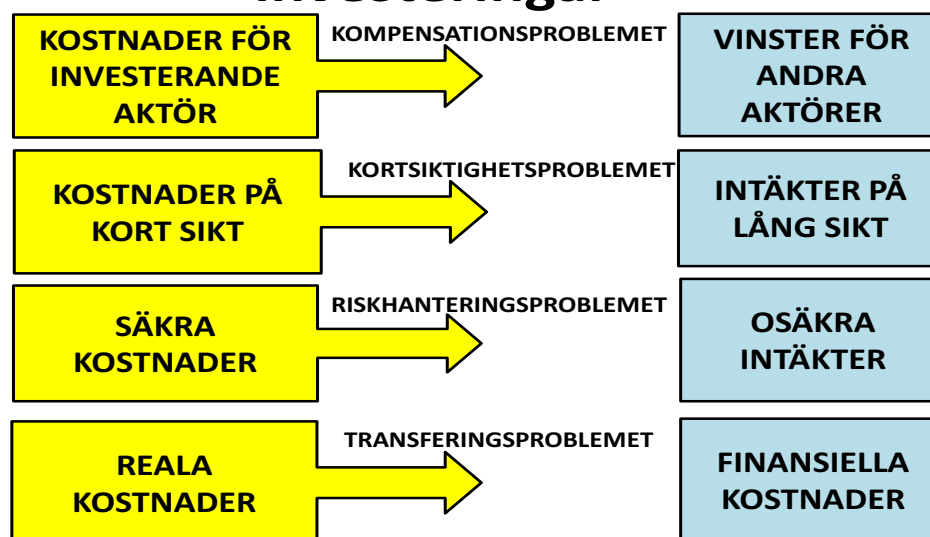 KOSTNADER FÖR
INVESTERANDE
AKTÖR
KOMPENSATIONSPROBLEMET
VINSTER FÖR
ANDRA
AKTÖRER
KOSTNADER PÅ
KORT SIKT
KORTSIKTIGHETSPROBLEMET
INTÄKTER PÅ
LÅNG SIKT
SÄKRA
KOSTNADER
RISKHANTERINGSPROBLEMET
OSÄKRA
INTÄKTER
REALA
KOSTNADER
TRANSFERINGSPROBLEMET
FINANSIELLA
KOSTNADER